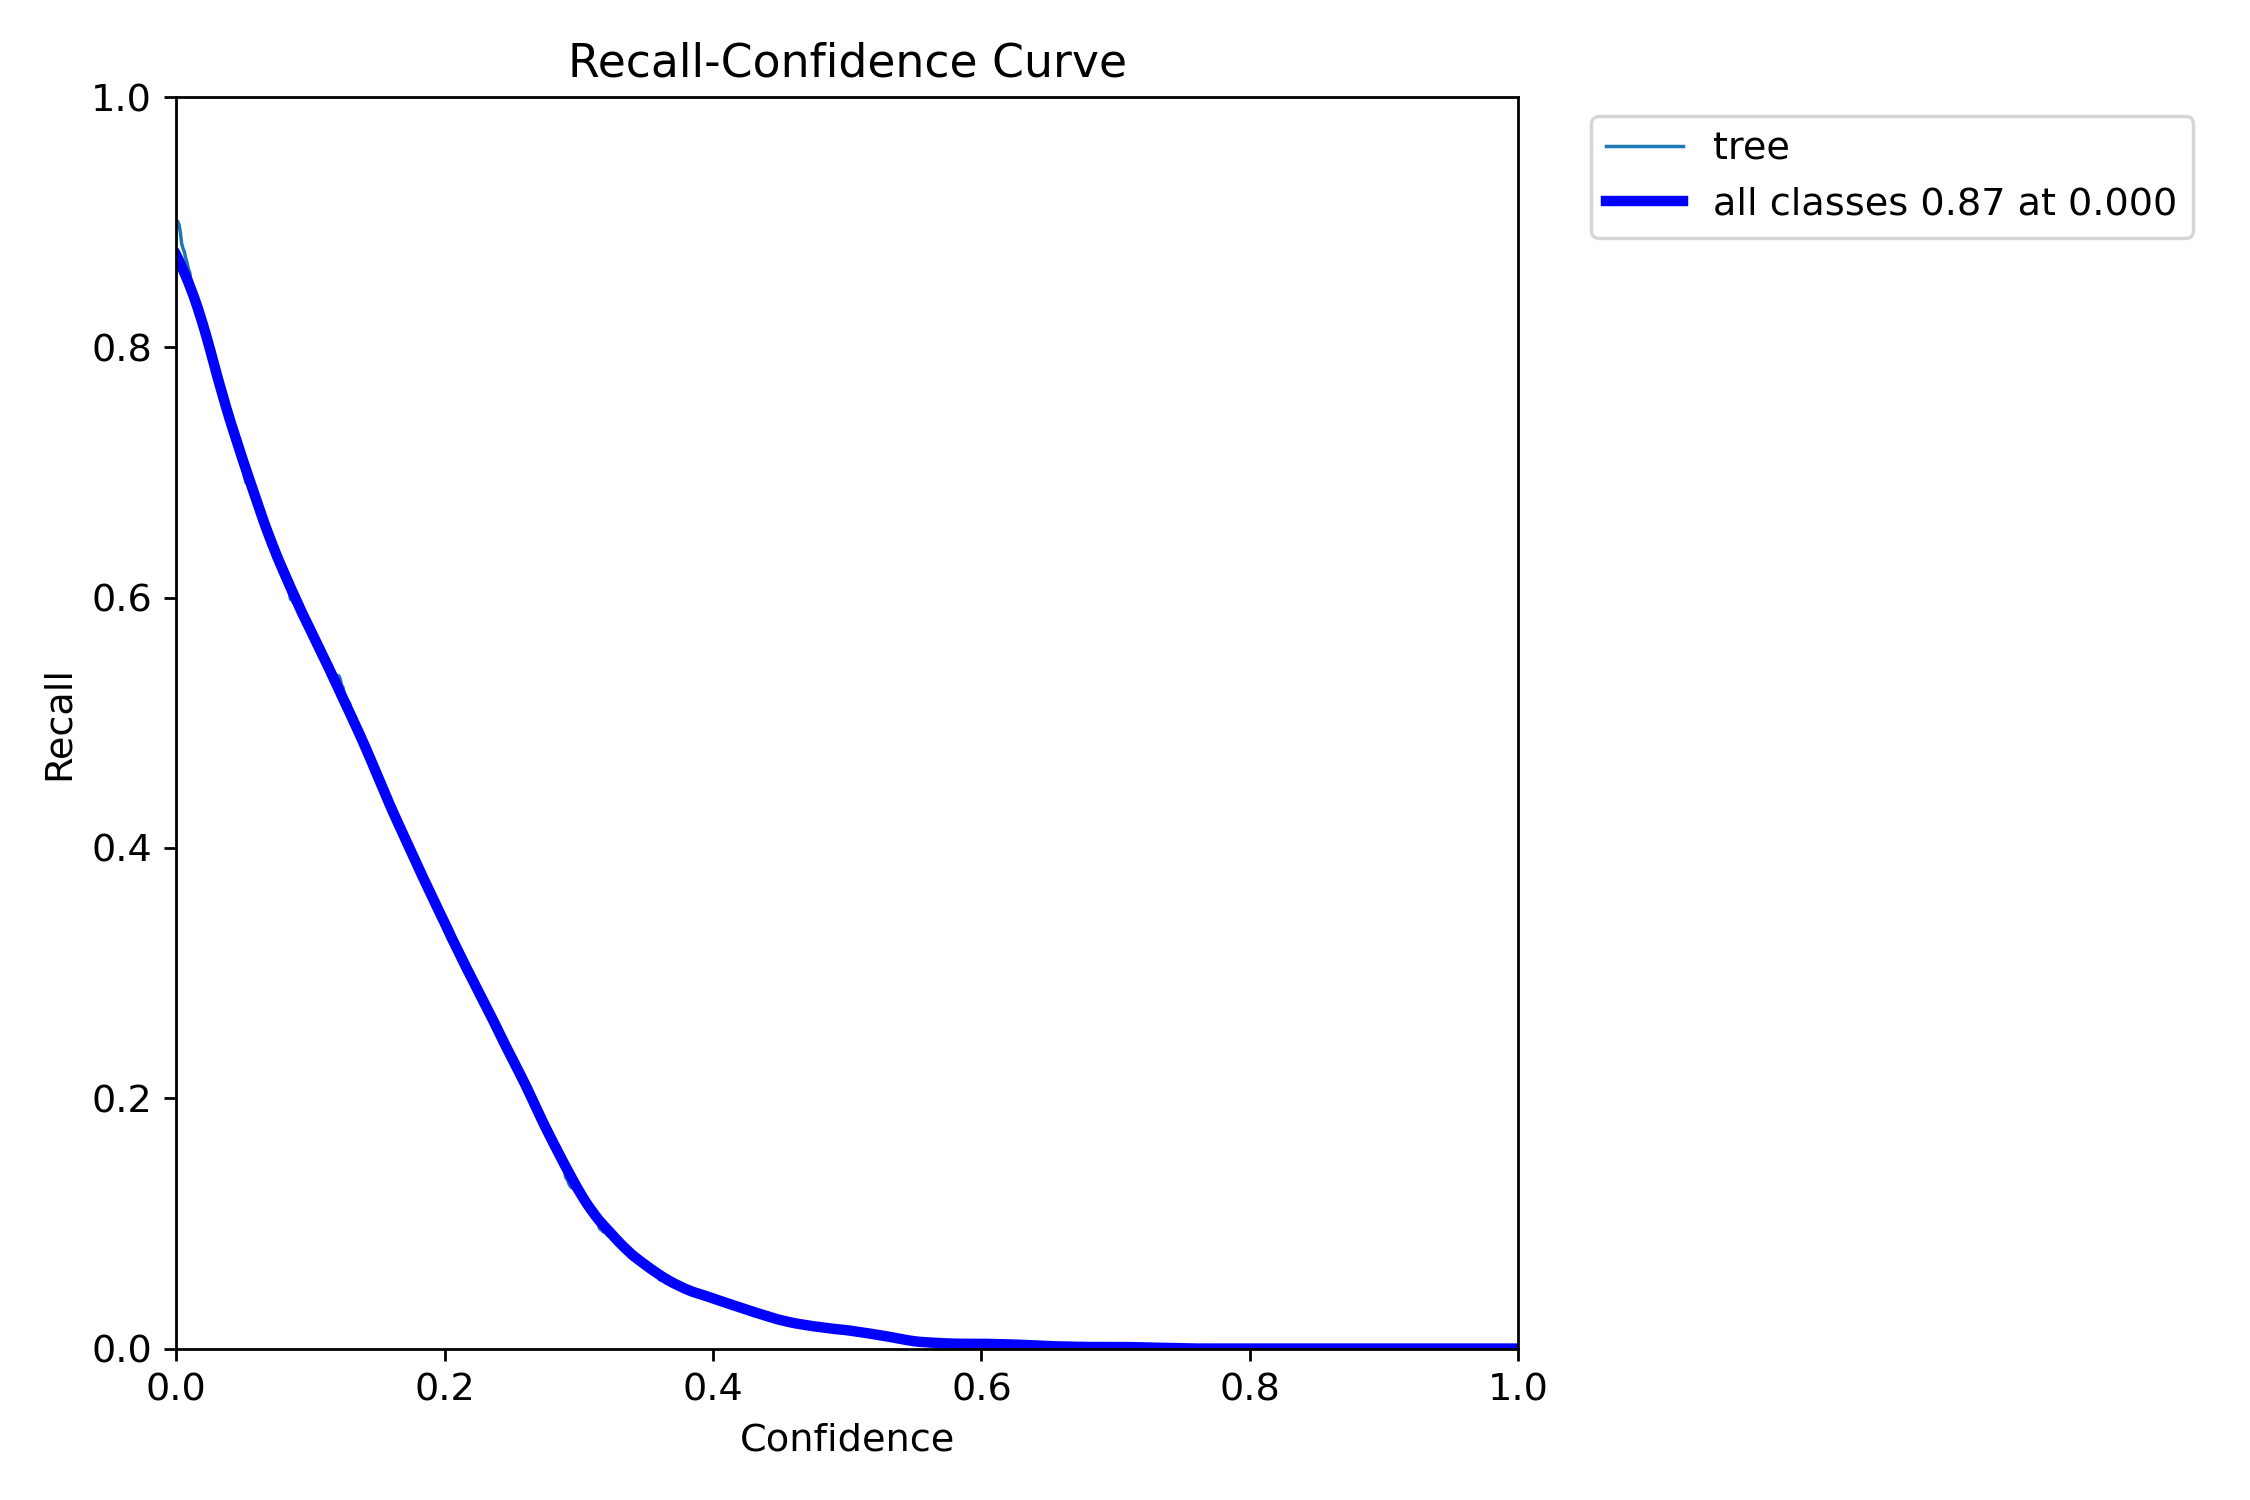 Recall-Confidence Curve
tree
all classes 0.87 at 0.000
1.0
0.8
0.6
0.4
0.2
0.0
Recall
0.0 0.2 0.4 0.6 0.8 1.0
Confidence